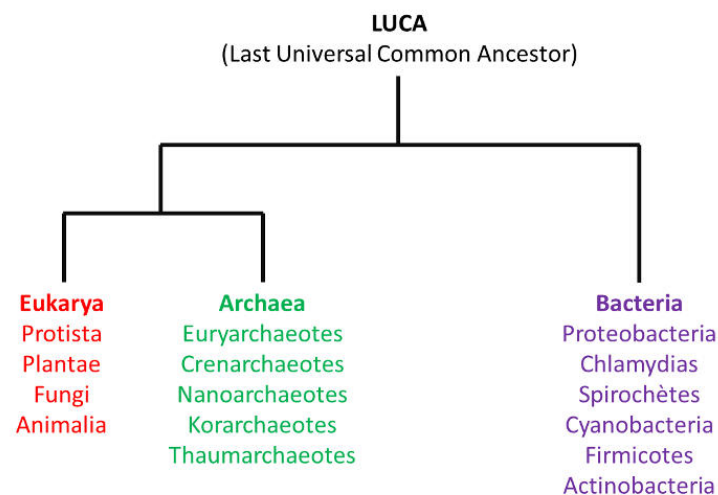 LUCA
(Last Universal Common Ancestor)
Eukarya
Protista
Plantae
Fungi
Animalia
Archaea
Euryarchaeotes
Crenarchaeotes
Nanoarchaeotes
Korarchaeotes
Thaumarchaeotes
Bacteria
Proteobacteria
Chlamydias
Spirochètes
Cyanobacteria
Firmicotes
Actinobacteria